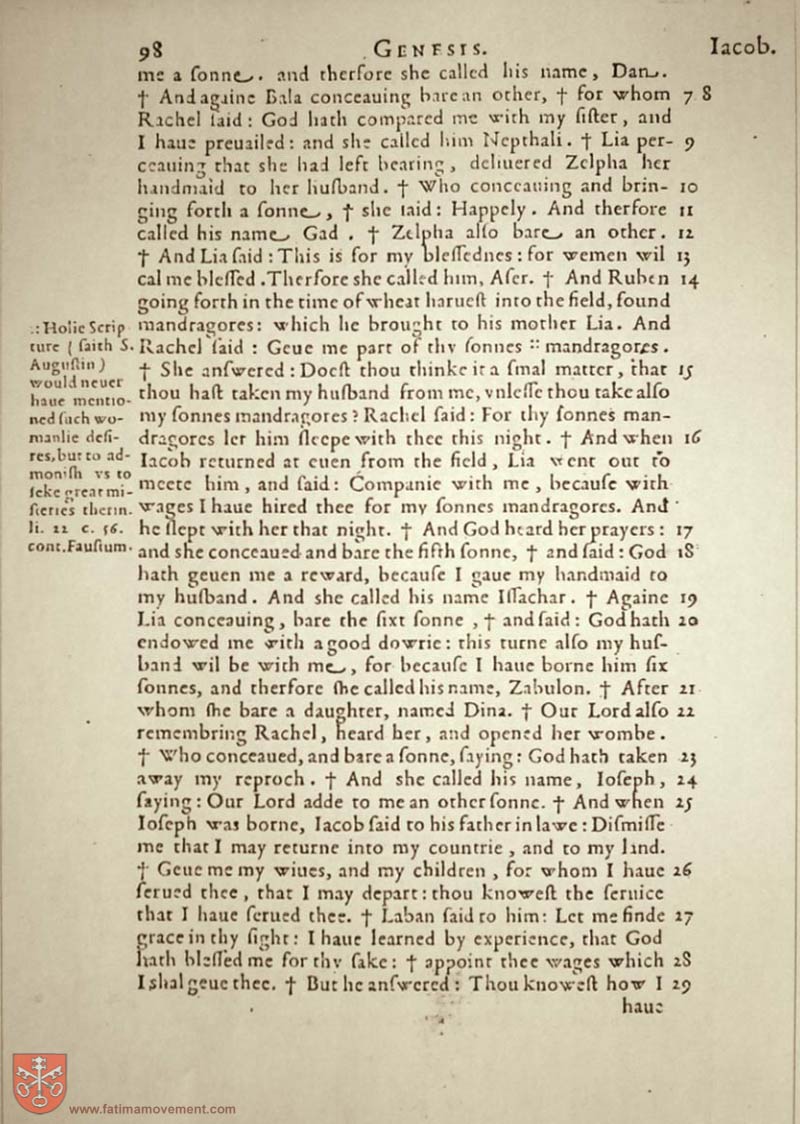 98 GENESIS. Iacob.
me a ſonne. and therfore she called his name, Dan.
† And againe Bala conceauing bare an other, † for whom 7 8
Rachel ſaid: God hath compared me with my ſiſter, and
I haue preuailed: and she called him Nepthali. † Lia per- 9
ceauing that she had left bearing, deliuered Zelpha her
handmaid to her huſband. † Who conceauing and brin- 10
ging forth a ſonne, † she ſaid: Happely. And therfore 11
called his name Gad. † Zelpha alſo bare an other. 12
† And Lia ſaid: This is for my bleſſednes: for wemen wil 13
cal me bleſſed. Therfore she called him, Aſer. † And Ruben 14
going forth in the time of wheat harueſt into the field, found
mandragores: which he brought to his mother Lia. And
Rachel ſaid: Geue me part of thy ſonnes :: mandragores.
† She anſwered: Doeſt thou thinke it a ſmal matter, that 15
thou haſt taken my huſband from me, vnleſſe thou take alſo
my ſonnes mandragores? Rachel ſaid: For thy ſonnes man-
dragores let him ſleepe with thee this night. † And when 16
Iacob returned at euen from the field, Lia went out to
meete him, and ſaid: Companie with me, becauſe with
wages I haue hired thee for my ſonnes mandragores. And
he ſlept with her that night. † And God heard her prayers: 17
and she conceaued and bare the fifth ſonne, † and ſaid: God 18
hath geuen me a reward, becauſe I gaue my handmaid to
my huſband. And she called his name Iſſachar. † Againe 19
Lia conceauing, bare the ſixt ſonne, † and ſaid: God hath 20
endowed me with a good dowrie: this turne alſo my huſ-
band wil be with me, for becauſe I haue borne him ſix
ſonnes, and therfore ſhe called his name, Zabulon. † After 21
whom ſhe bare a daughter, named Dina. † Our Lord alſo 22
remembring Rachel, heard her, and opened her wombe.
† Who conceaued, and bare a ſonne, ſaying: God hath taken 23
away my reproch. † And she called his name, Ioſeph, 24
ſaying: Our Lord adde to me an other ſonne. † And when 25
Ioſeph was borne, Iacob ſaid to his father in lawe: Diſmiſſe
me that I may returne into my countrie, and to my land.
† Geue me my wiues, and my children, for whom I haue 26
ſerued thee, that I may depart: thou knoweſt the ſeruice
that I haue ſerued thee. † Laban ſaid to him: Let me finde 27
grace in thy ſight: I haue learned by experience, that God
hath bleſſed me for thy ſake: † appoint thee wages which 28
I ſhal geue thee. † But he anſwered: Thou knoweſt how I 29
haue
:: Holie Scrip
ture (ſaith S.
Auguſtin)
would neuer
haue mentio-
ned ſuch wo-
manlie deſi-
res, but to ad-
moniſh vs to
ſeke great mi-
ſteries therin.
li. 22 c. 56.
cont. Fauſtum.
www.fatimamovement.com